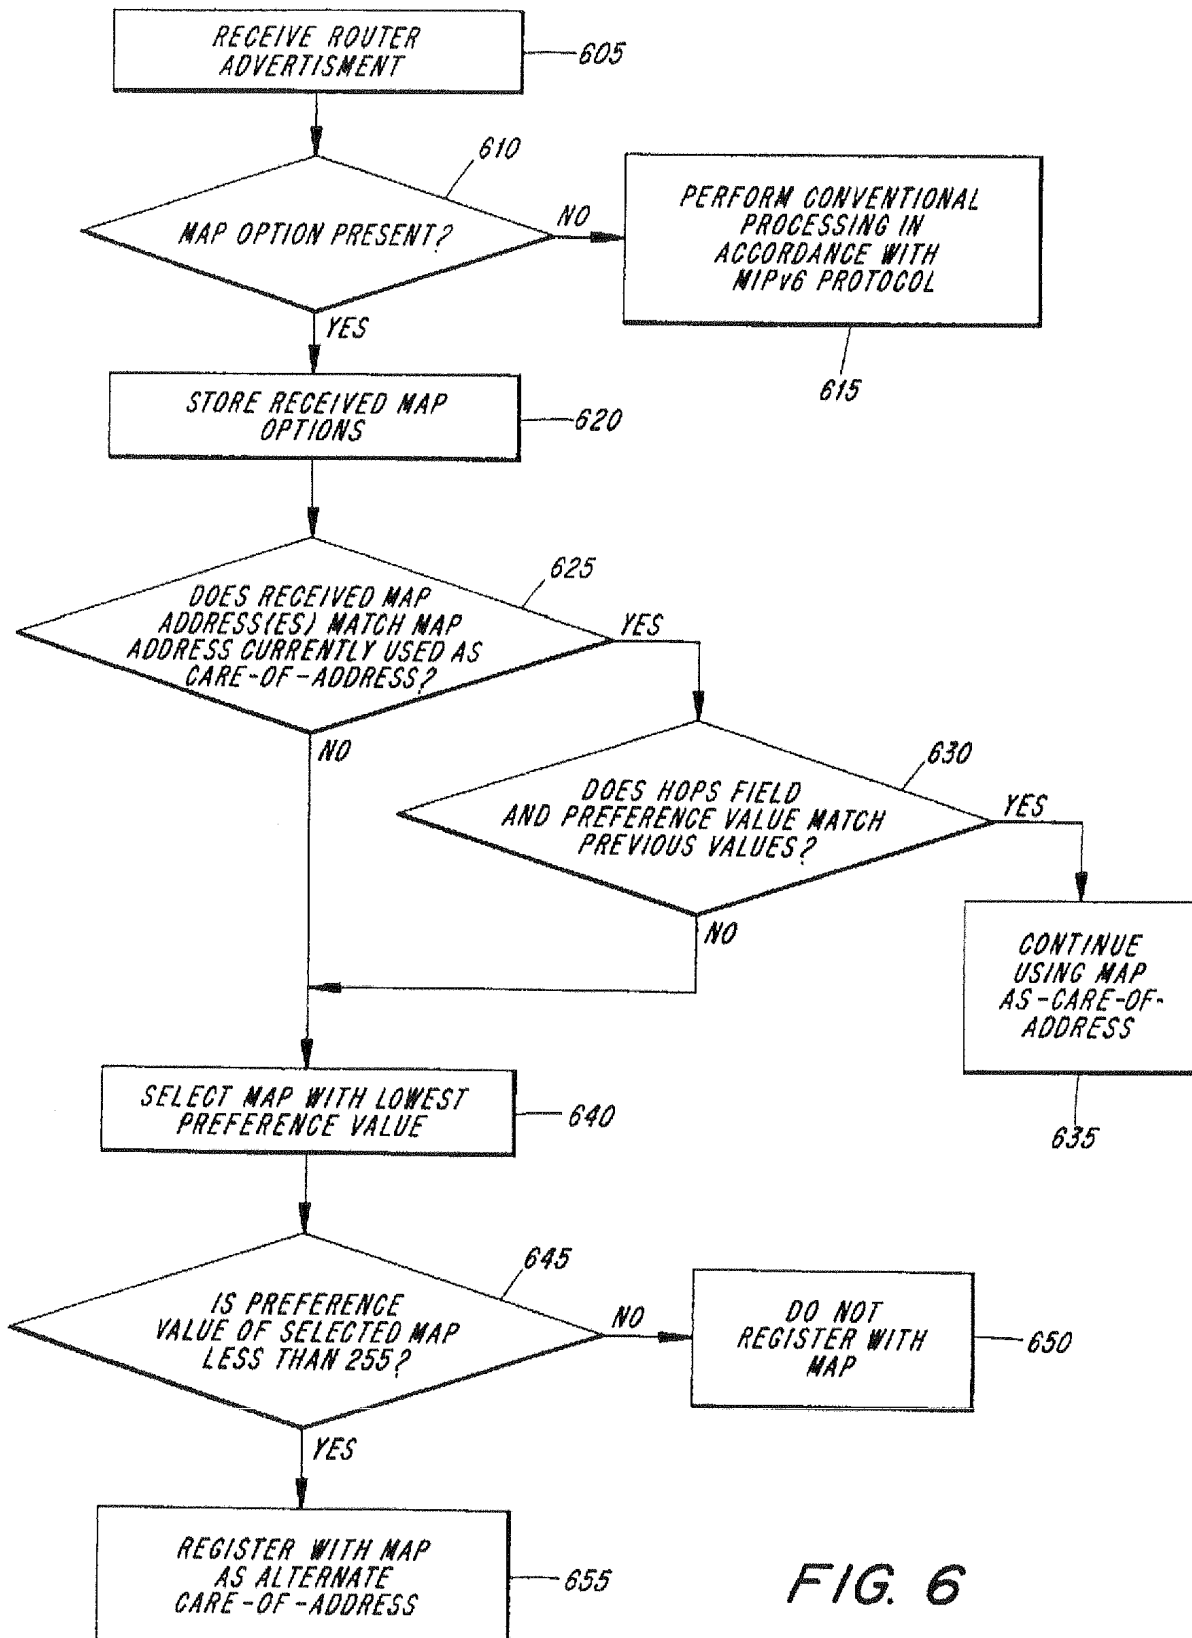 RECEIVE ROUTER
ADVERTISMENT
605
610
MAP OPTION PRESENT?
NO
PERFORM CONVENTIONAL
PROCESSING IN
ACCORDANCE WITH
MIPv6 PROTOCOL
615
YES
STORE RECEIVED MAP
OPTIONS
620
625
DOES RECEIVED MAP
ADDRESS(ES) MATCH MAP
ADDRESS CURRENTLY USED AS
CARE-OF-ADDRESS?
YES
NO
630
DOES HOPS FIELD
AND PREFERENCE VALUE MATCH
PREVIOUS VALUES?
YES
NO
CONTINUE
USING MAP
AS-CARE-OF-
ADDRESS
635
SELECT MAP WITH LOWEST
PREFERENCE VALUE
640
645
IS PREFERENCE
VALUE OF SELECTED MAP
LESS THAN 255?
NO
DO NOT
REGISTER WITH
MAP
650
YES
REGISTER WITH MAP
AS ALTERNATE
CARE-OF-ADDRESS
655
FIG. 6